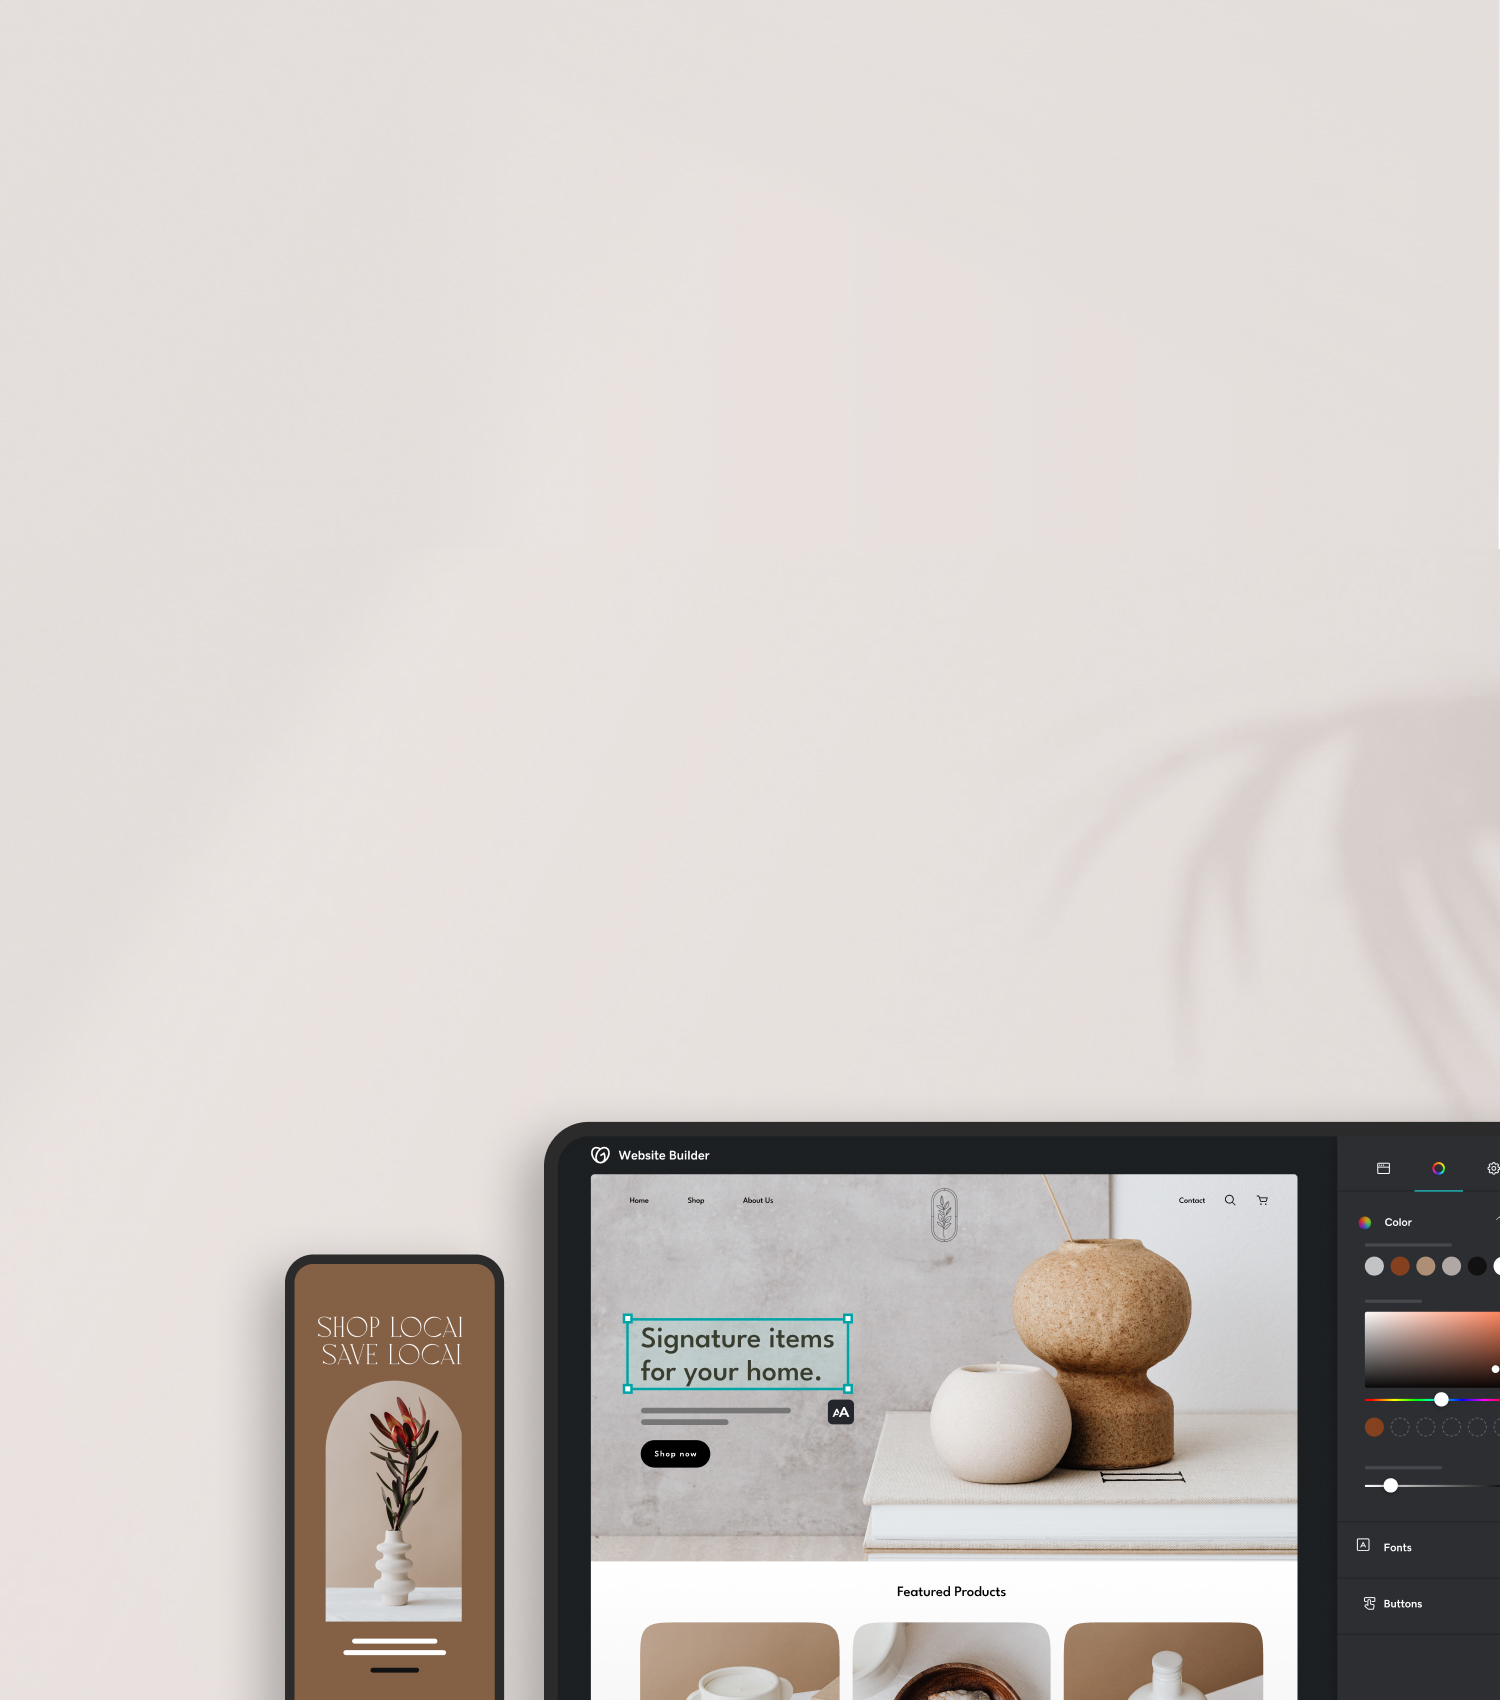 Website Builder
Home Shop About Us Contact
Color
SHOP LOCAL
SAVE LOCAL
Signature items
for your home.
AA
Shop now
Fonts
A
Featured Products
Buttons